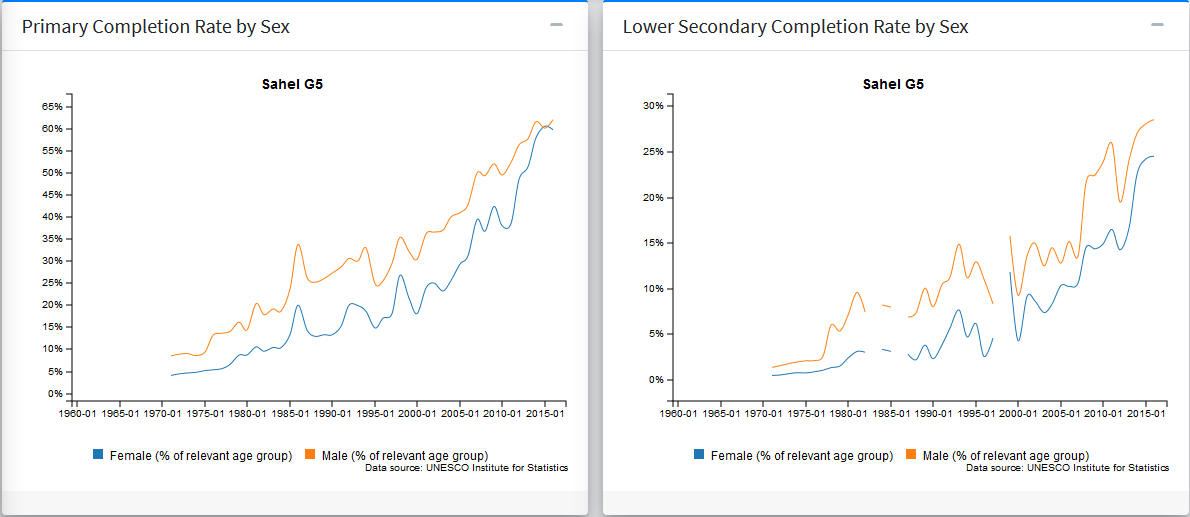 Primary Completion Rate by Sex
Sahel G5
65%
60%
55%
50%
45%
40%
35%
30%
25%
20%
15%
10%
5%
0%
1960-01 1965-01 1970-01 1975-01 1980-01 1985-01 1990-01 1995-01 2000-01 2005-01 2010-01 2015-01
Female (% of relevant age group) Male (% of relevant age group)
Data source: UNESCO Institute for Statistics
Lower Secondary Completion Rate by Sex
Sahel G5
30%
25%
20%
15%
10%
5%
0%
1960-01 1965-01 1970-01 1975-01 1980-01 1985-01 1990-01 1995-01 2000-01 2005-01 2010-01 2015-01
Female (% of relevant age group) Male (% of relevant age group)
Data source: UNESCO Institute for Statistics